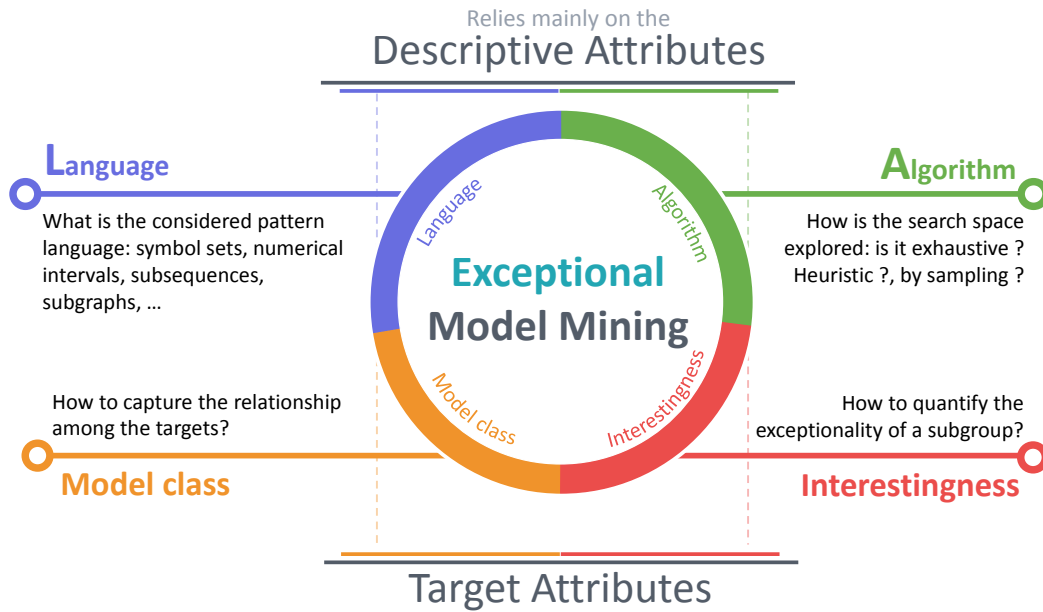 Relies mainly on the
Descriptive Attributes
Language
What is the considered pattern
language: symbol sets, numerical
intervals, subsequences,
subgraphs, ...
Algorithm
How is the search space
explored: is it exhaustive ?
Heuristic ?, by sampling ?
Language
Algorithm
Exceptional
Model Mining
Model class
Interestingness
How to capture the relationship
among the targets?
Model class
How to quantify the
exceptionality of a subgroup?
Interestingness
Target Attributes